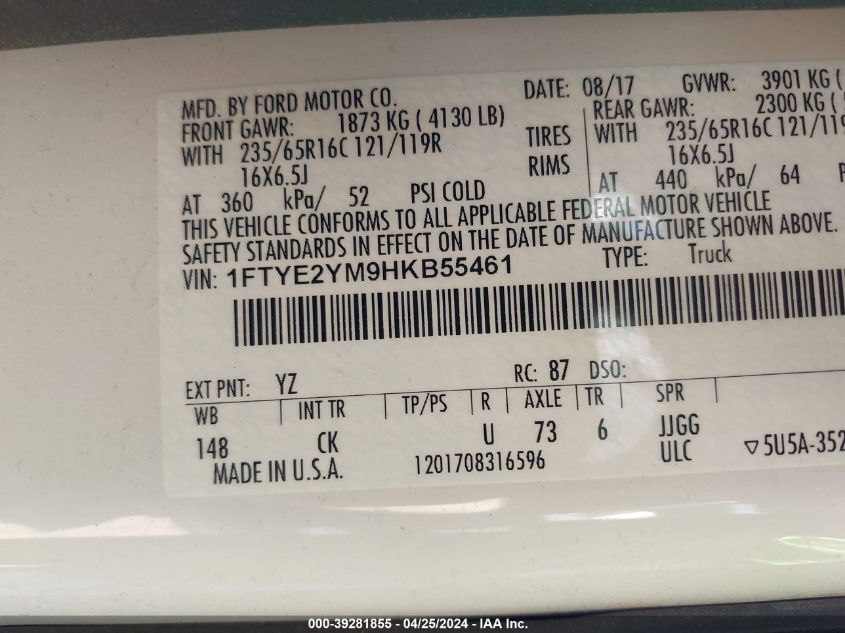 MFD. BY FORD MOTOR CO. DATE: 08/17 GVWR: 3901 KG (
FRONT GAWR: 1873 KG ( 4130 LB) REAR GAWR: 2300 KG (
WITH 235/65R16C 121/119R TIRES WITH 235/65R16C 121/119
16X6.5J RIMS 16X6.5J
AT 360 kPa/ 52 PSI COLD AT 440 kPa/ 64 P
THIS VEHICLE CONFORMS TO ALL APPLICABLE FEDERAL MOTOR VEHICLE
SAFETY STANDARDS IN EFFECT ON THE DATE OF MANUFACTURE SHOWN ABOVE.
VIN: 1FTYE2YM9HKB55461 TYPE: Truck
EXT PNT: YZ RC: 87 DSO:
WB INT TR TP/PS R AXLE TR SPR
148 CK U 73 6 JJGG
ULC ▽5U5A-352
MADE IN U.S.A. 1201708316596
000-39281855 - 04/25/2024 - IAA Inc.